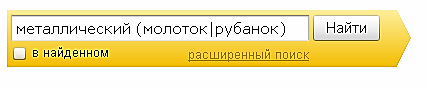 металлический (молоток|рубанок) Найти
в найденном расширенный поиск